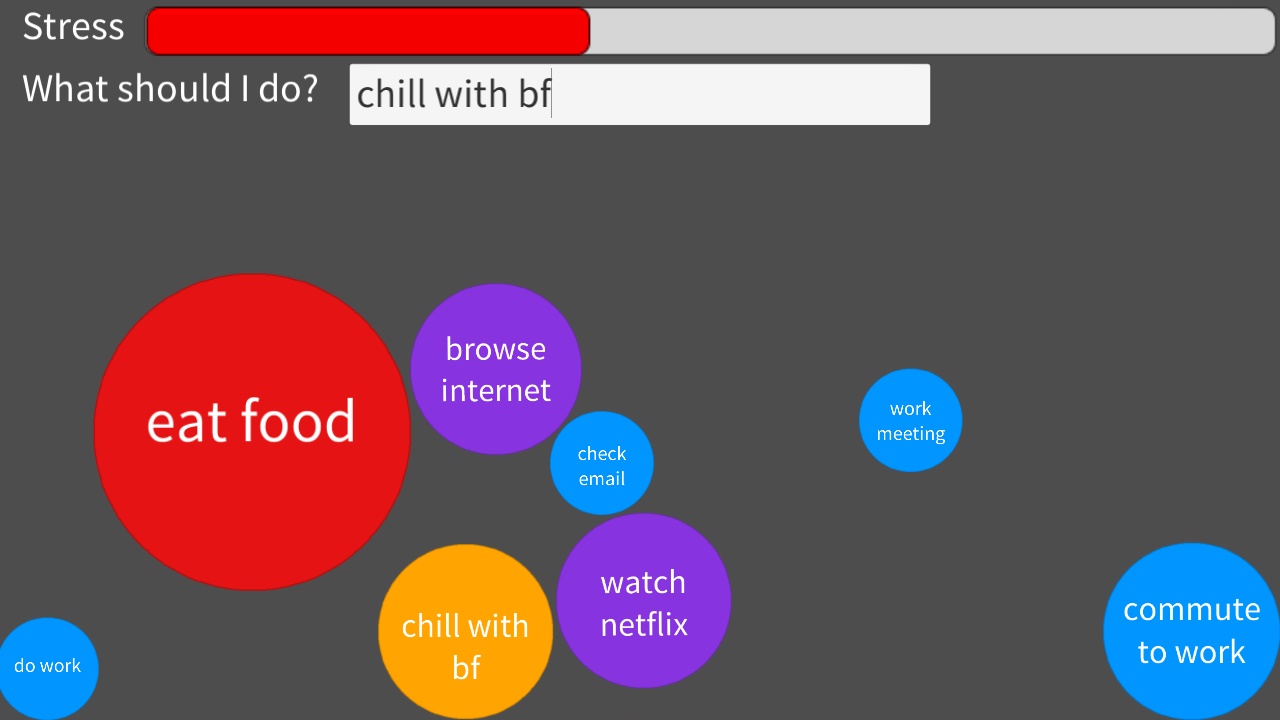 Stress
What should I do?
chill with bf
browse
internet
eat food
work
meeting
check
email
watch
netflix
chill with
bf
commute
to work
do work